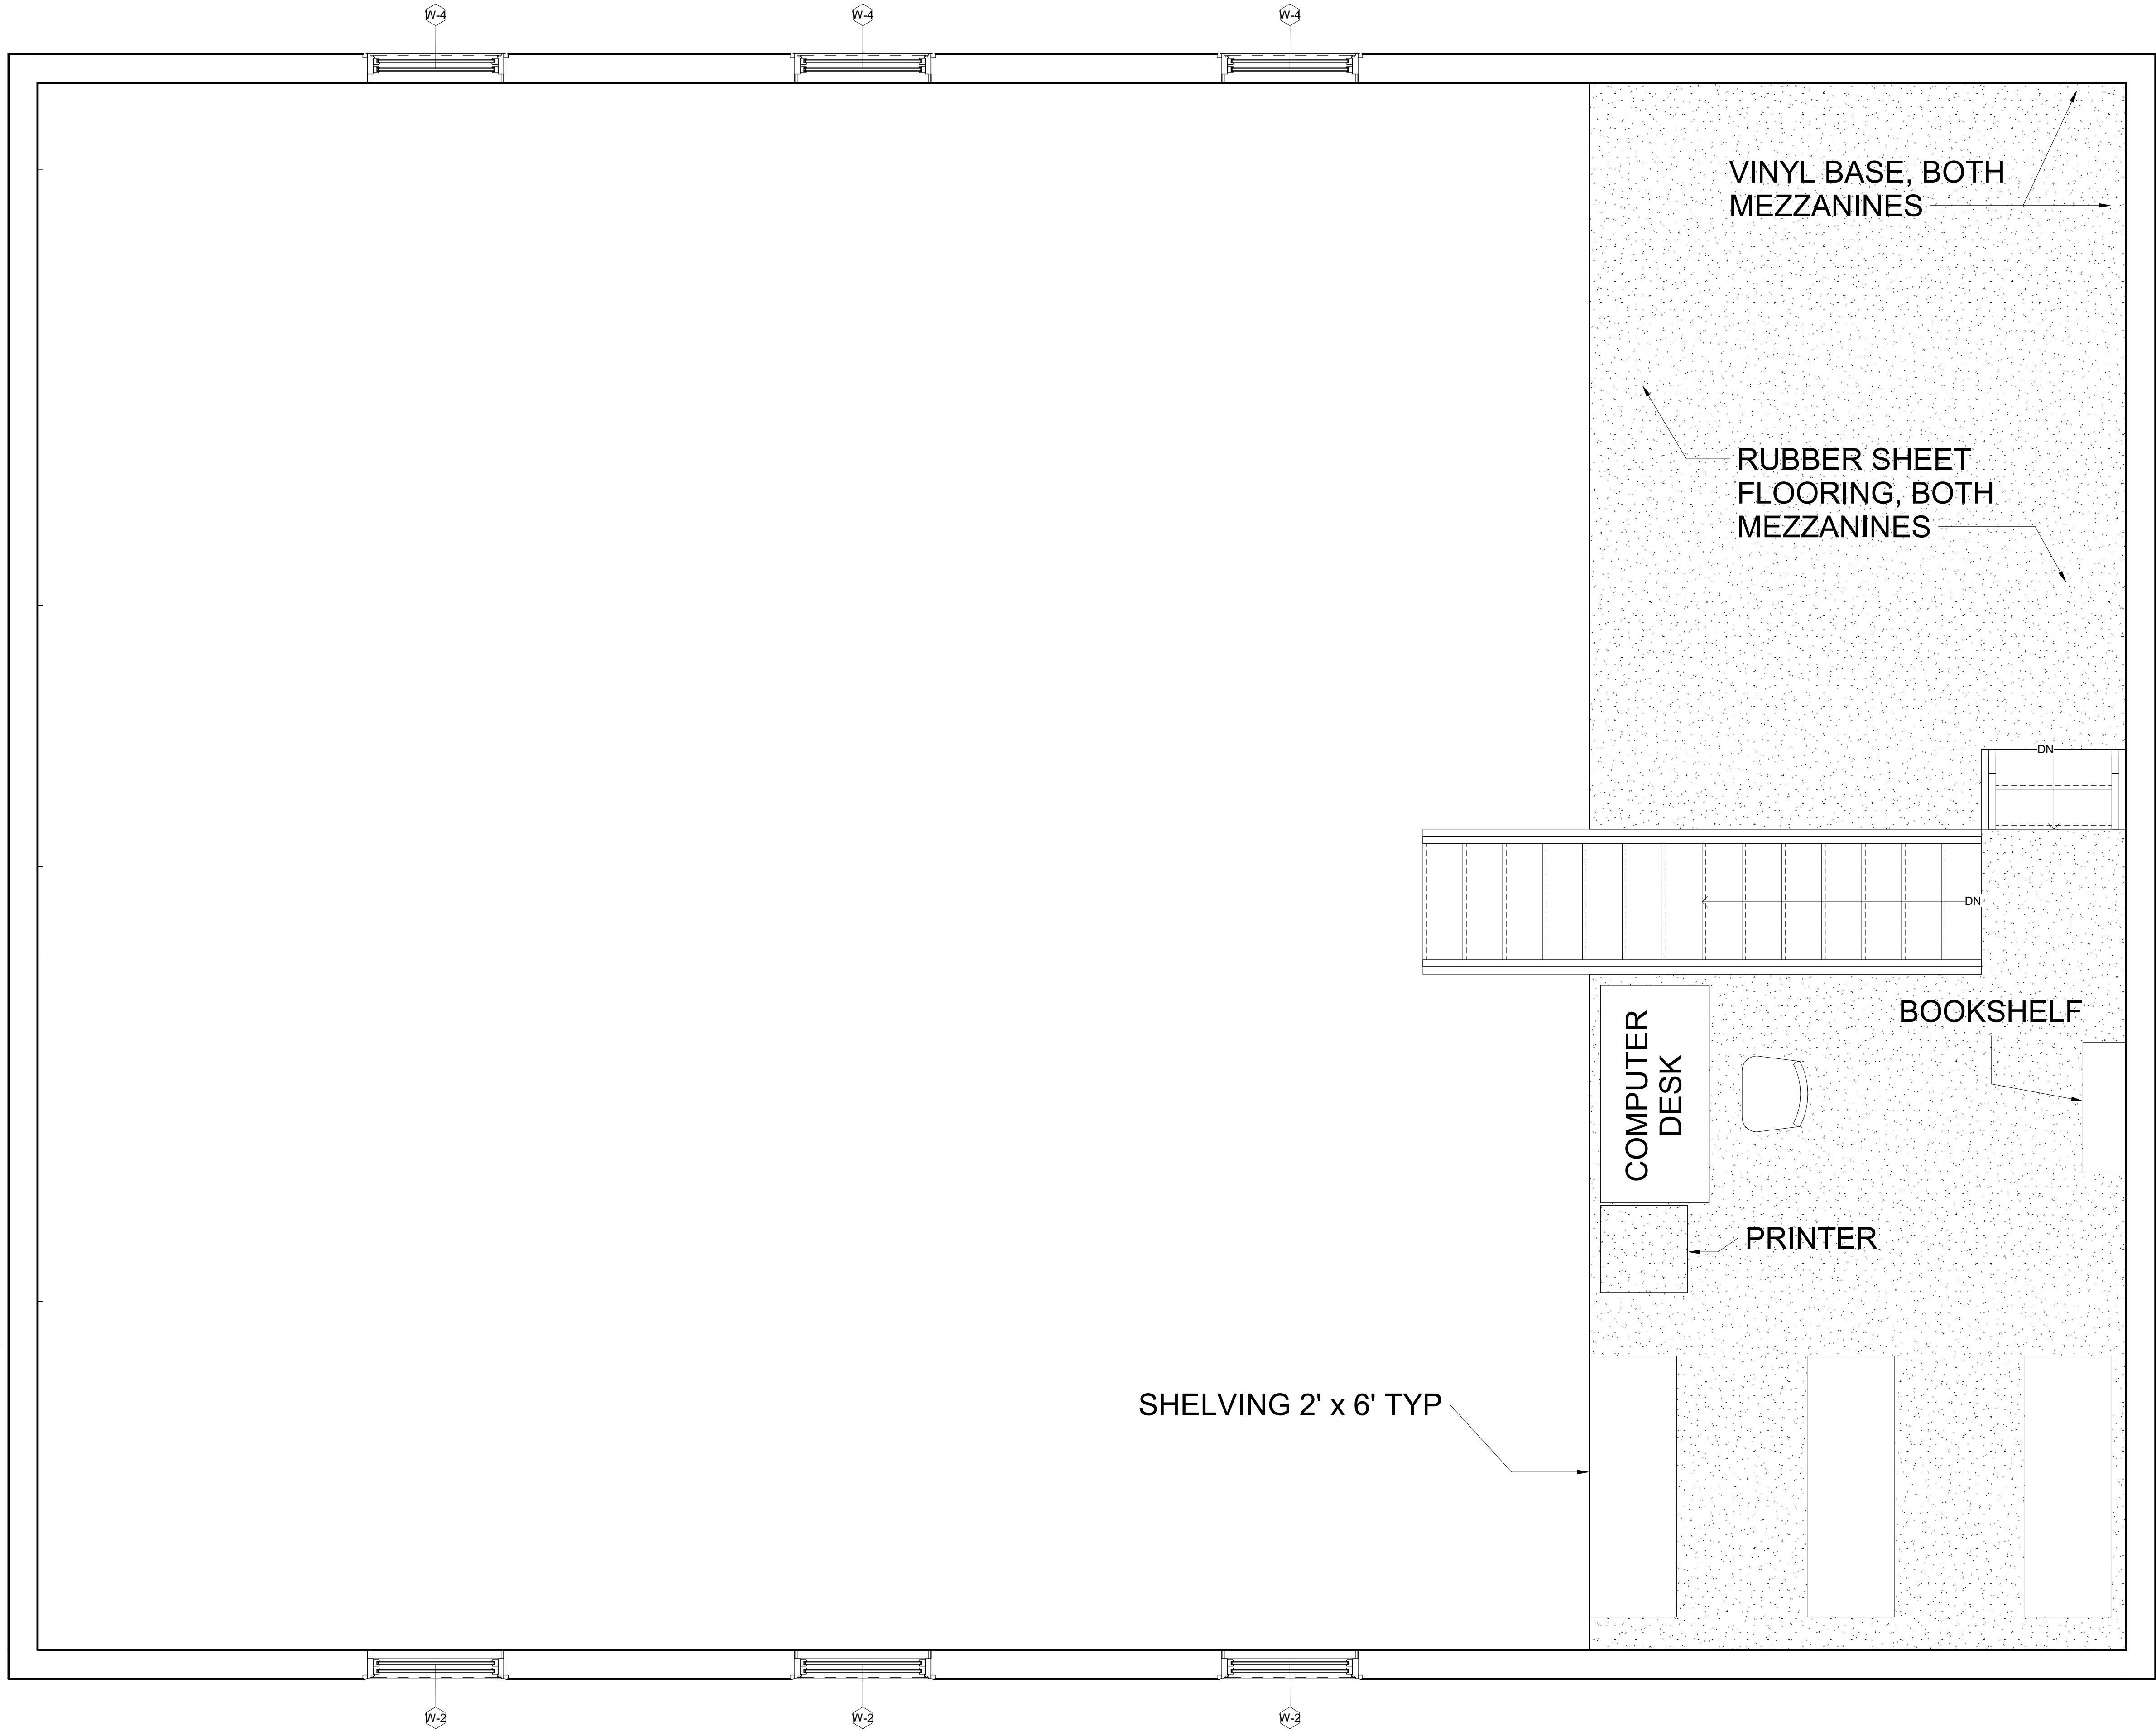 W-4
W-4
W-4
VINYL BASE, BOTH
MEZZANINES
RUBBER SHEET
FLOORING, BOTH
MEZZANINES
DN
DN
BOOKSHELF
COMPUTER
DESK
PRINTER
SHELVING 2' x 6' TYP
W-2
W-2
W-2